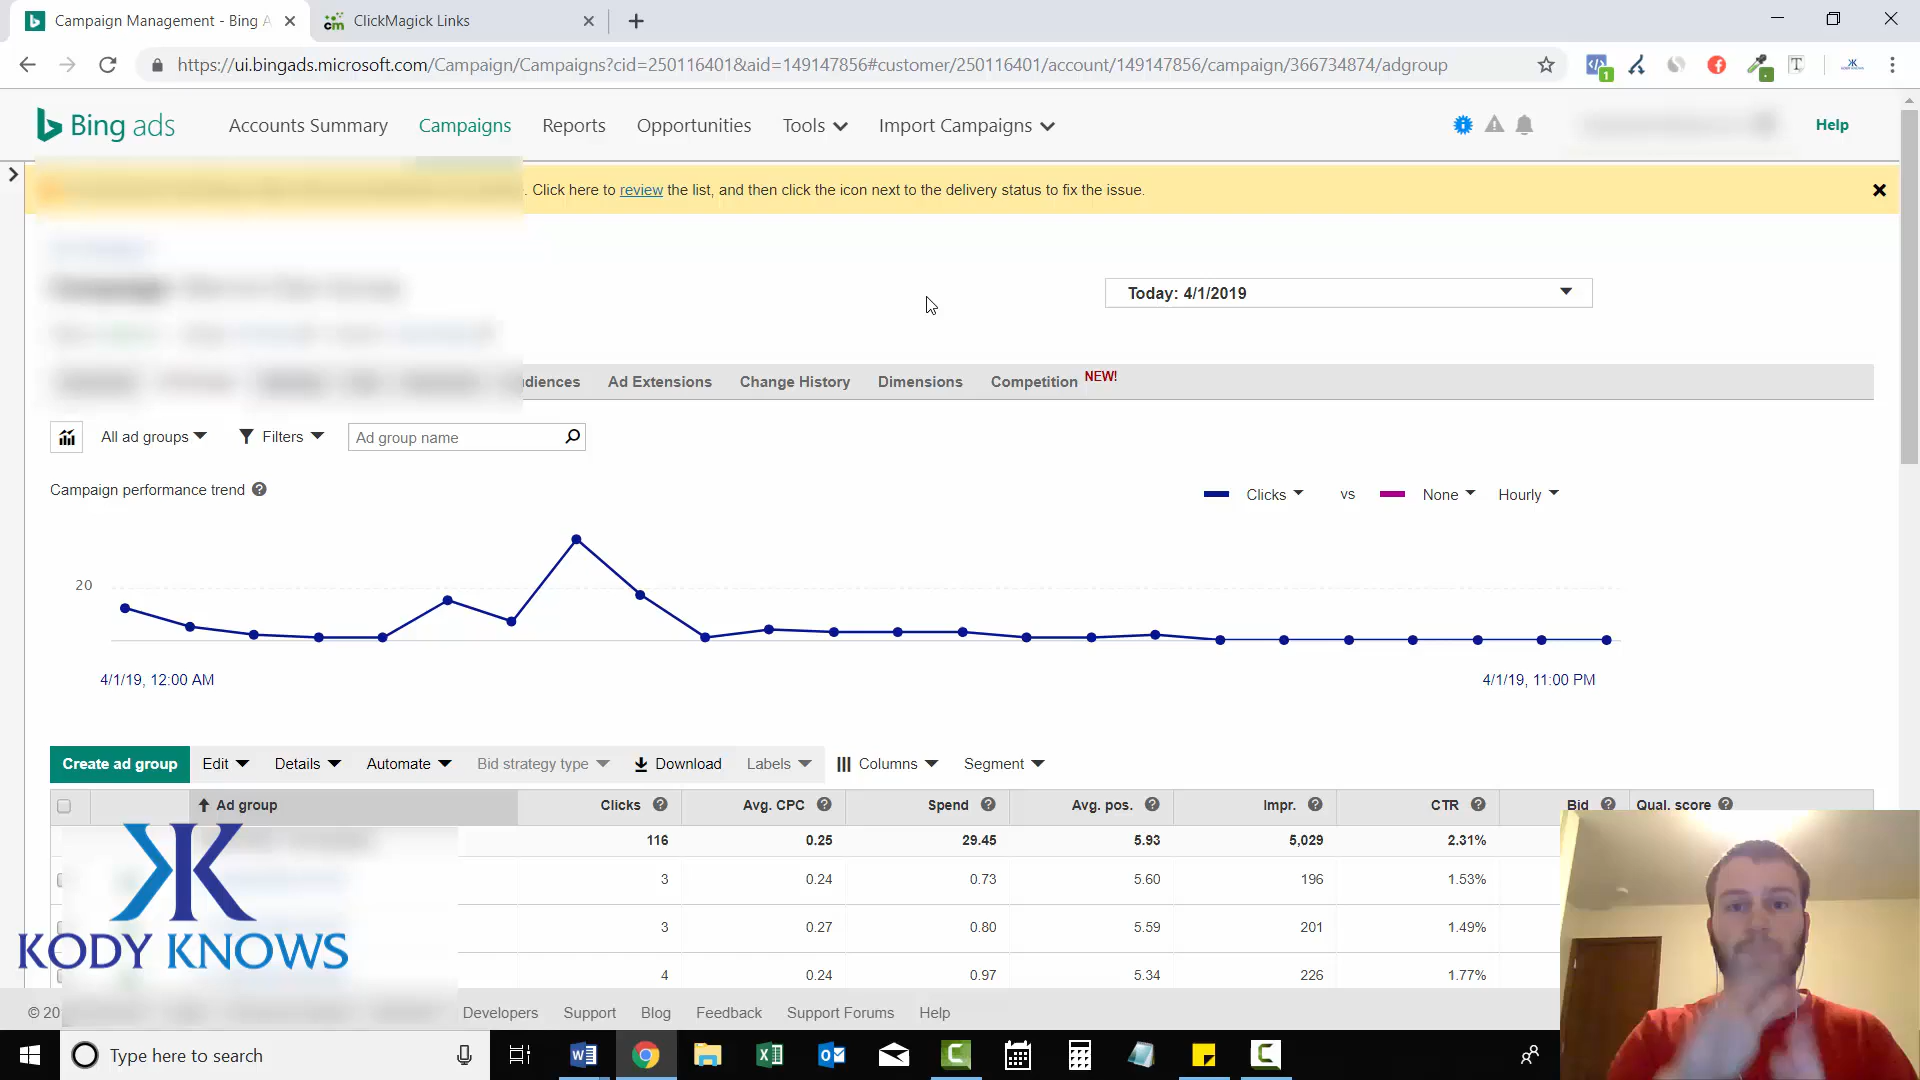 Campaign Management - Bing A
ClickMagick Links
https://ui.bingads.microsoft.com/Campaign/Campaigns?cid=250116401&aid=149147856#customer/250116401/account/149147856/campaign/366734874/adgroup
Bing ads
Accounts Summary
Campaigns
Reports
Opportunities
Tools
Import Campaigns
Help
. Click here to review the list, and then click the icon next to the delivery status to fix the issue.
Today: 4/1/2019
diences
Ad Extensions
Change History
Dimensions
Competition NEW!
All ad groups
Filters
Ad group name
Campaign performance trend
Clicks vs None Hourly
20
4/1/19, 12:00 AM
4/1/19, 11:00 PM
Create ad group Edit Details Automate Bid strategy type Download Labels Columns Segment
Ad group Clicks Avg. CPC Spend Avg. pos. Impr. CTR Bid Qual. score
116 0.25 29.45 5.93 5,029 2.31%
3 0.24 0.73 5.60 196 1.53%
3 0.27 0.80 5.59 201 1.49%
4 0.24 0.97 5.34 226 1.77%
KODY KNOWS
© 20
Developers Support Blog Feedback Support Forums Help
Type here to search